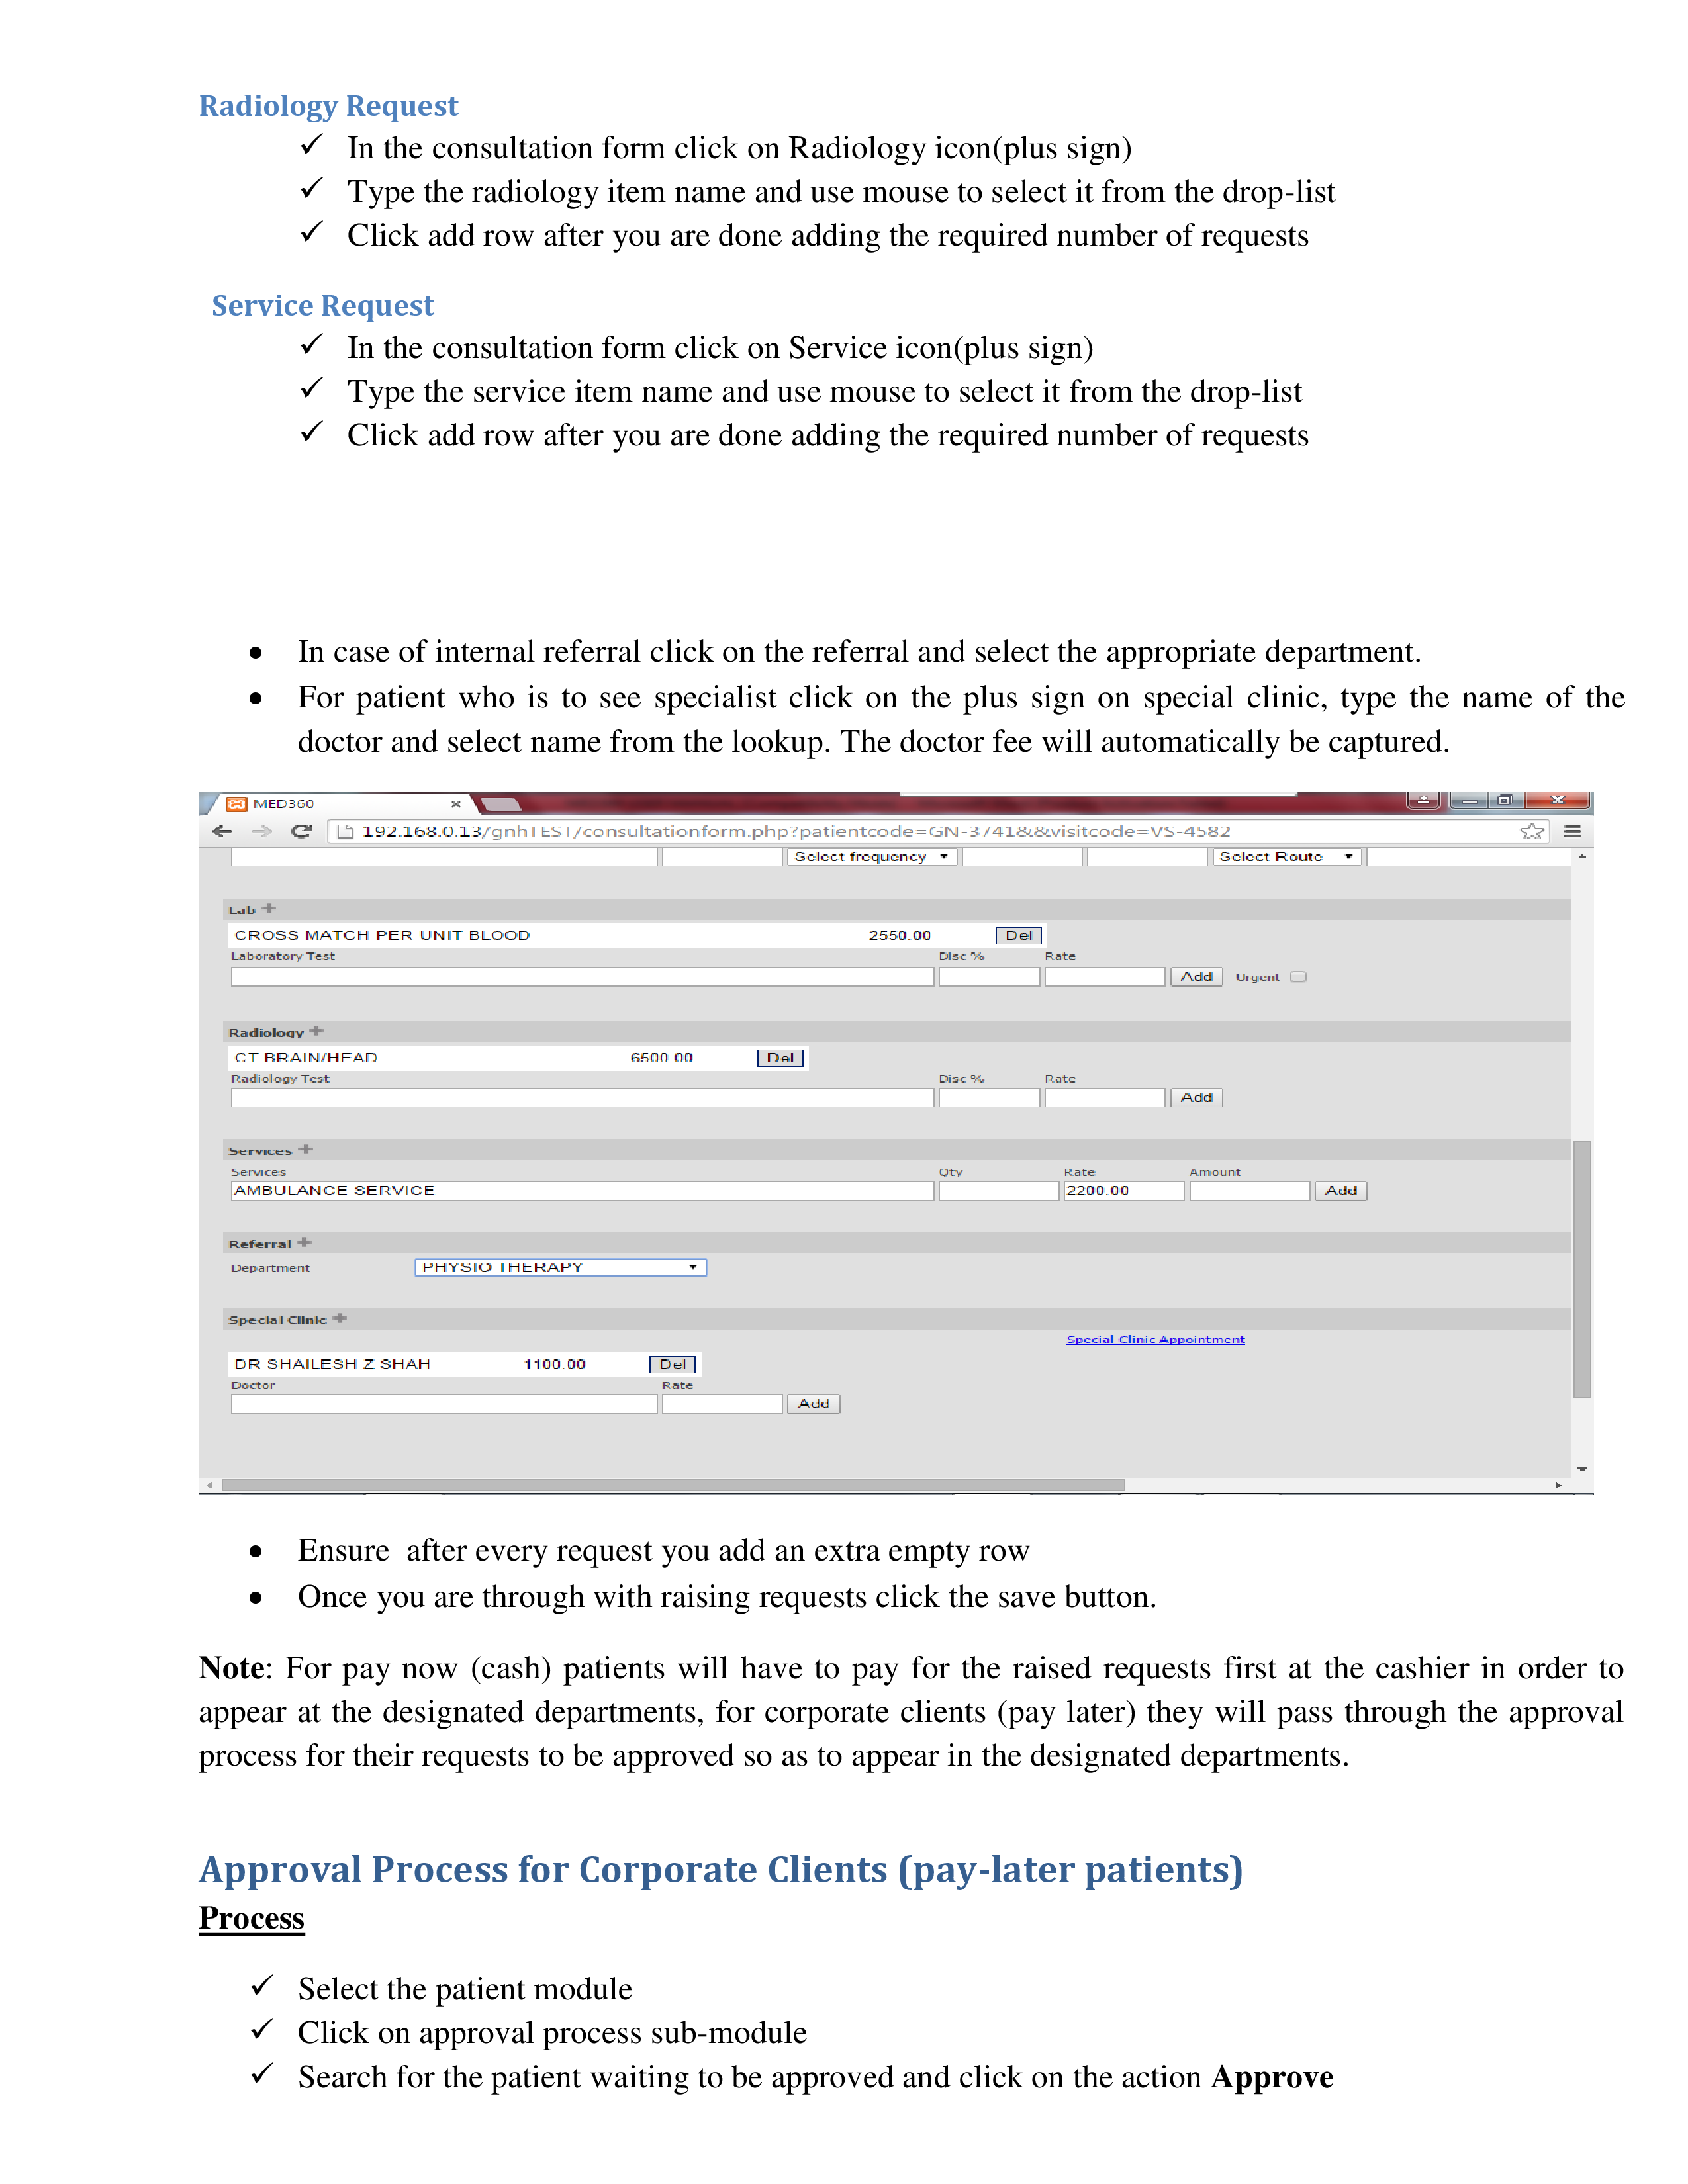 Radiology Request
✓ In the consultation form click on Radiology icon(plus sign)
✓ Type the radiology item name and use mouse to select it from the drop-list
✓ Click add row after you are done adding the required number of requests
Service Request
✓ In the consultation form click on Service icon(plus sign)
✓ Type the service item name and use mouse to select it from the drop-list
✓ Click add row after you are done adding the required number of requests
• In case of internal referral click on the referral and select the appropriate department.
• For patient who is to see specialist click on the plus sign on special clinic, type the name of the
doctor and select name from the lookup. The doctor fee will automatically be captured.
MED360
192.168.0.13/gnhTEST/consultationform.php?patientcode=GN-3741&&visitcode=VS-4582
Select frequency Select Route
Lab
CROSS MATCH PER UNIT BLOOD 2550.00 Del
Laboratory Test Disc % Rate
Add Urgent
Radiology
CT BRAIN/HEAD 6500.00 Del
Radiology Test Disc % Rate
Add
Services
Services Qty Rate Amount
AMBULANCE SERVICE 2200.00 Add
Referral
Department PHYSIO THERAPY
Special Clinic
Special Clinic Appointment
DR SHAILESH Z SHAH 1100.00 Del
Doctor Rate
Add
• Ensure  after every request you add an extra empty row
• Once you are through with raising requests click the save button.
Note: For pay now (cash) patients will have to pay for the raised requests first at the cashier in order to
appear at the designated departments, for corporate clients (pay later) they will pass through the approval
process for their requests to be approved so as to appear in the designated departments.
Approval Process for Corporate Clients (pay-later patients)
Process
✓ Select the patient module
✓ Click on approval process sub-module
✓ Search for the patient waiting to be approved and click on the action Approve